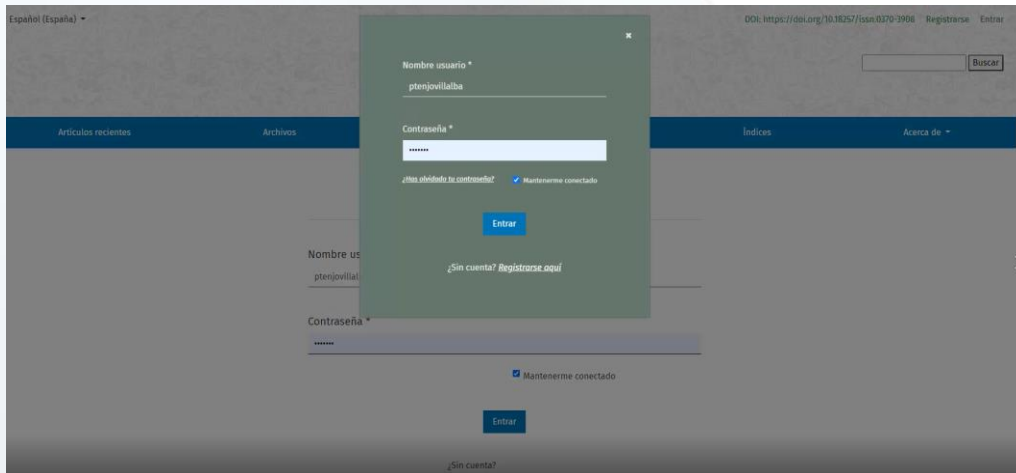 Español (España)
DOI: https://doi.org/10.18257/issn.0370-3908 Registrarse Entrar
Buscar
Artículos recientes Archivos Índices Acerca de
Nombre usuario *
ptenjovillalba
Contraseña *
•••••••
¿Has olvidado tu contraseña? Mantenerme conectado
Entrar
¿Sin cuenta? Registrarse aquí
Nombre us
ptenjovillal
Contraseña *
•••••••
Mantenerme conectado
Entrar
¿Sin cuenta?